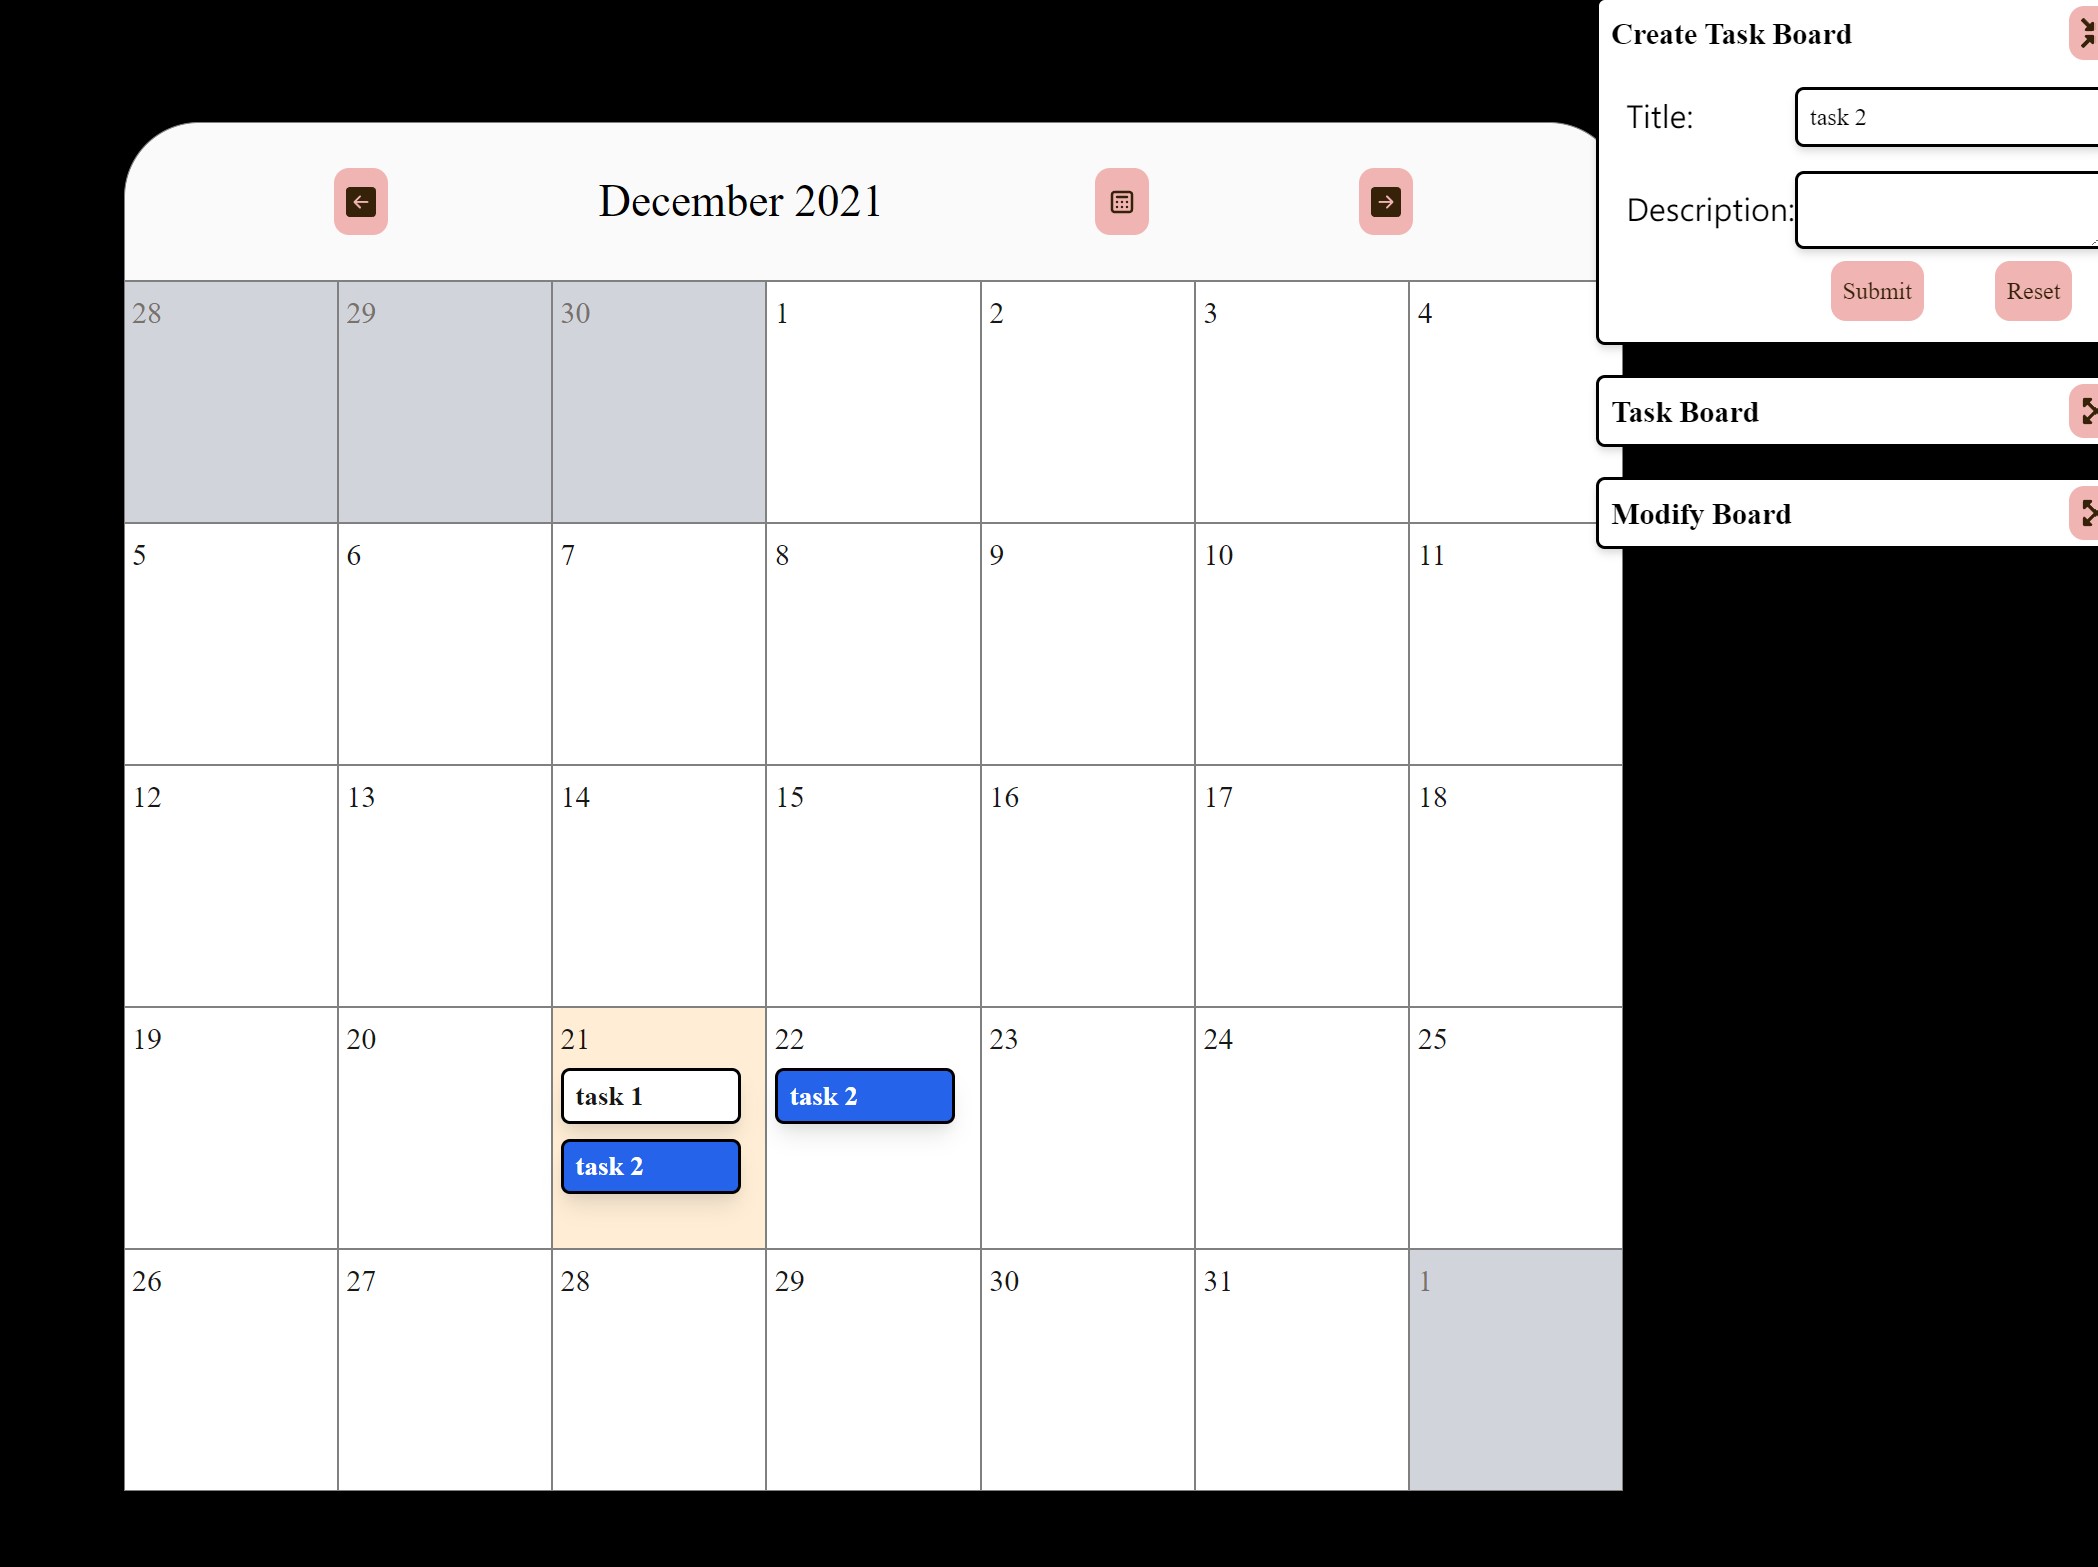 Create Task Board
Title: task 2
Description:
Submit Reset
Task Board
Modify Board
December 2021
28 29 30 1 2 3 4
5 6 7 8 9 10 11
12 13 14 15 16 17 18
19 20 21 22 23 24 25
task 1 task 2
task 2
26 27 28 29 30 31 1